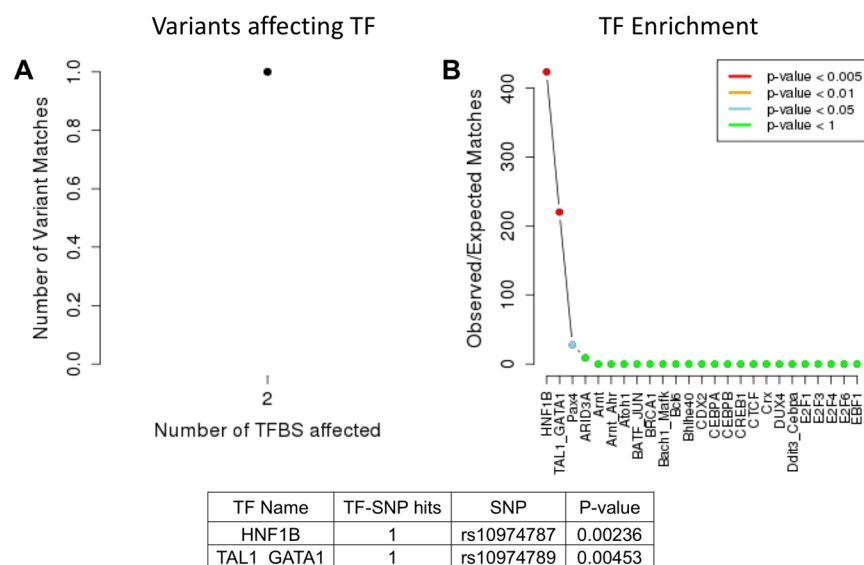 Variants affecting TF
TF Enrichment
A
B
Number of Variant Matches
1.0
0.8
0.6
0.4
0.2
0.0
2
Number of TFBS affected
Observed/Expected Matches
400
300
200
100
0
p-value < 0.005
p-value < 0.01
p-value < 0.05
p-value < 1
HNF1B
TAL1_GATA1
Pax4
ARID3A
Arnt
Arnt_Ahr
Atoh1
BATF_JUN
BRCA1
Bach1_Mafk
Bcl6
Bhlhe40
CDX2
CEBPA
CEBPB
CREB1
CTCF
Crx
DUX4
Ddit3_Cebpa
E2F1
E2F3
E2F4
E2F6
EBF1
TF Name TF-SNP hits SNP P-value
HNF1B 1 rs10974787 0.00236
TAL1_GATA1 1 rs10974789 0.00453